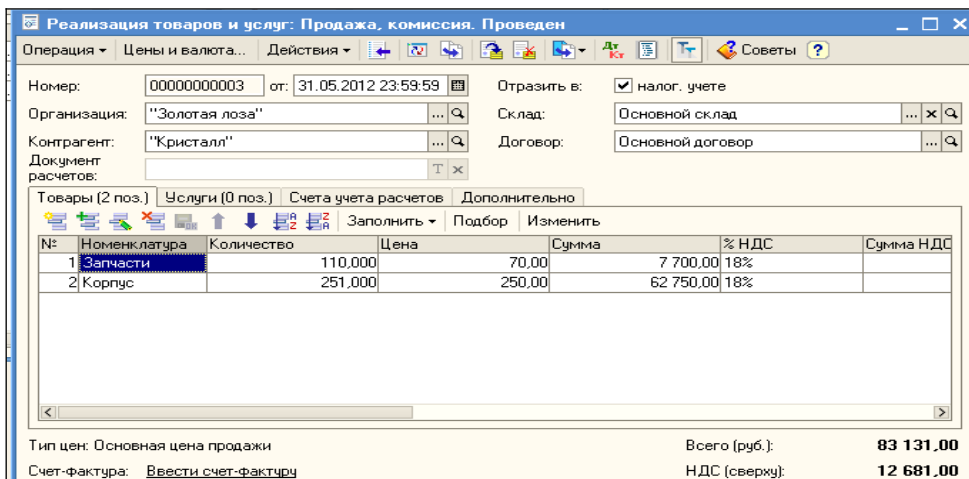 Реализация товаров и услуг: Продажа, комиссия. Проведен
Операция Цены и валюта... Действия Дт Кт Советы ?
Номер: 00000000003 от: 31.05.2012 23:59:59 Отразить в: налог. учете
Организация: "Золотая лоза" ... Склад: Основной склад ... x
Контрагент: "Кристалл" ... Договор: Основной договор ...
Документ расчетов: T x
Товары (2 поз.) Услуги (0 поз.) Счета учета расчетов Дополнительно
Заполнить Подбор Изменить
№ Номенклатура Количество Цена Сумма % НДС Сумма НДС
1 Запчасти 110,000 70,00 7 700,00 18%
2 Корпус 251,000 250,00 62 750,00 18%
Тип цен: Основная цена продажи Всего (руб.): 83 131,00
Счет-фактура: Ввести счет-фактуру НДС (сверху): 12 681,00